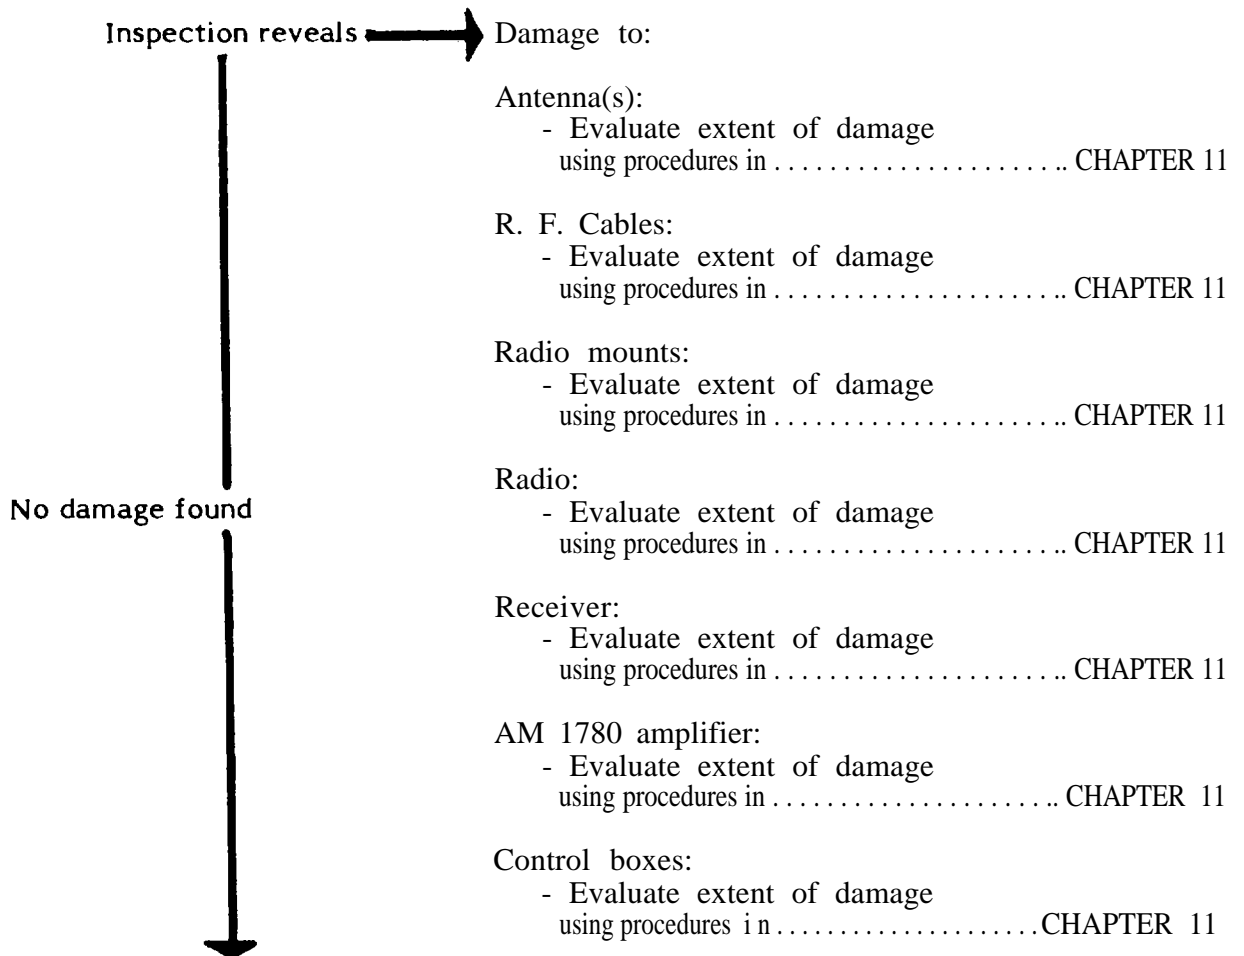 Inspection reveals Damage to:
Antenna(s):
- Evaluate extent of damage
using procedures in . . . . . . . . . . . . . . . . . . . . .. CHAPTER 11
R. F. Cables:
- Evaluate extent of damage
using procedures in . . . . . . . . . . . . . . . . . . . . .. CHAPTER 11
Radio mounts:
- Evaluate extent of damage
using procedures in . . . . . . . . . . . . . . . . . . . . .. CHAPTER 11
No damage found
Radio:
- Evaluate extent of damage
using procedures in . . . . . . . . . . . . . . . . . . . . .. CHAPTER 11
Receiver:
- Evaluate extent of damage
using procedures in . . . . . . . . . . . . . . . . . . . . .. CHAPTER 11
AM 1780 amplifier:
- Evaluate extent of damage
using procedures in . . . . . . . . . . . . . . . . . . . . .. CHAPTER 11
Control boxes:
- Evaluate extent of damage
using procedures i n . . . . . . . . . . . . . . . . . . . CHAPTER 11